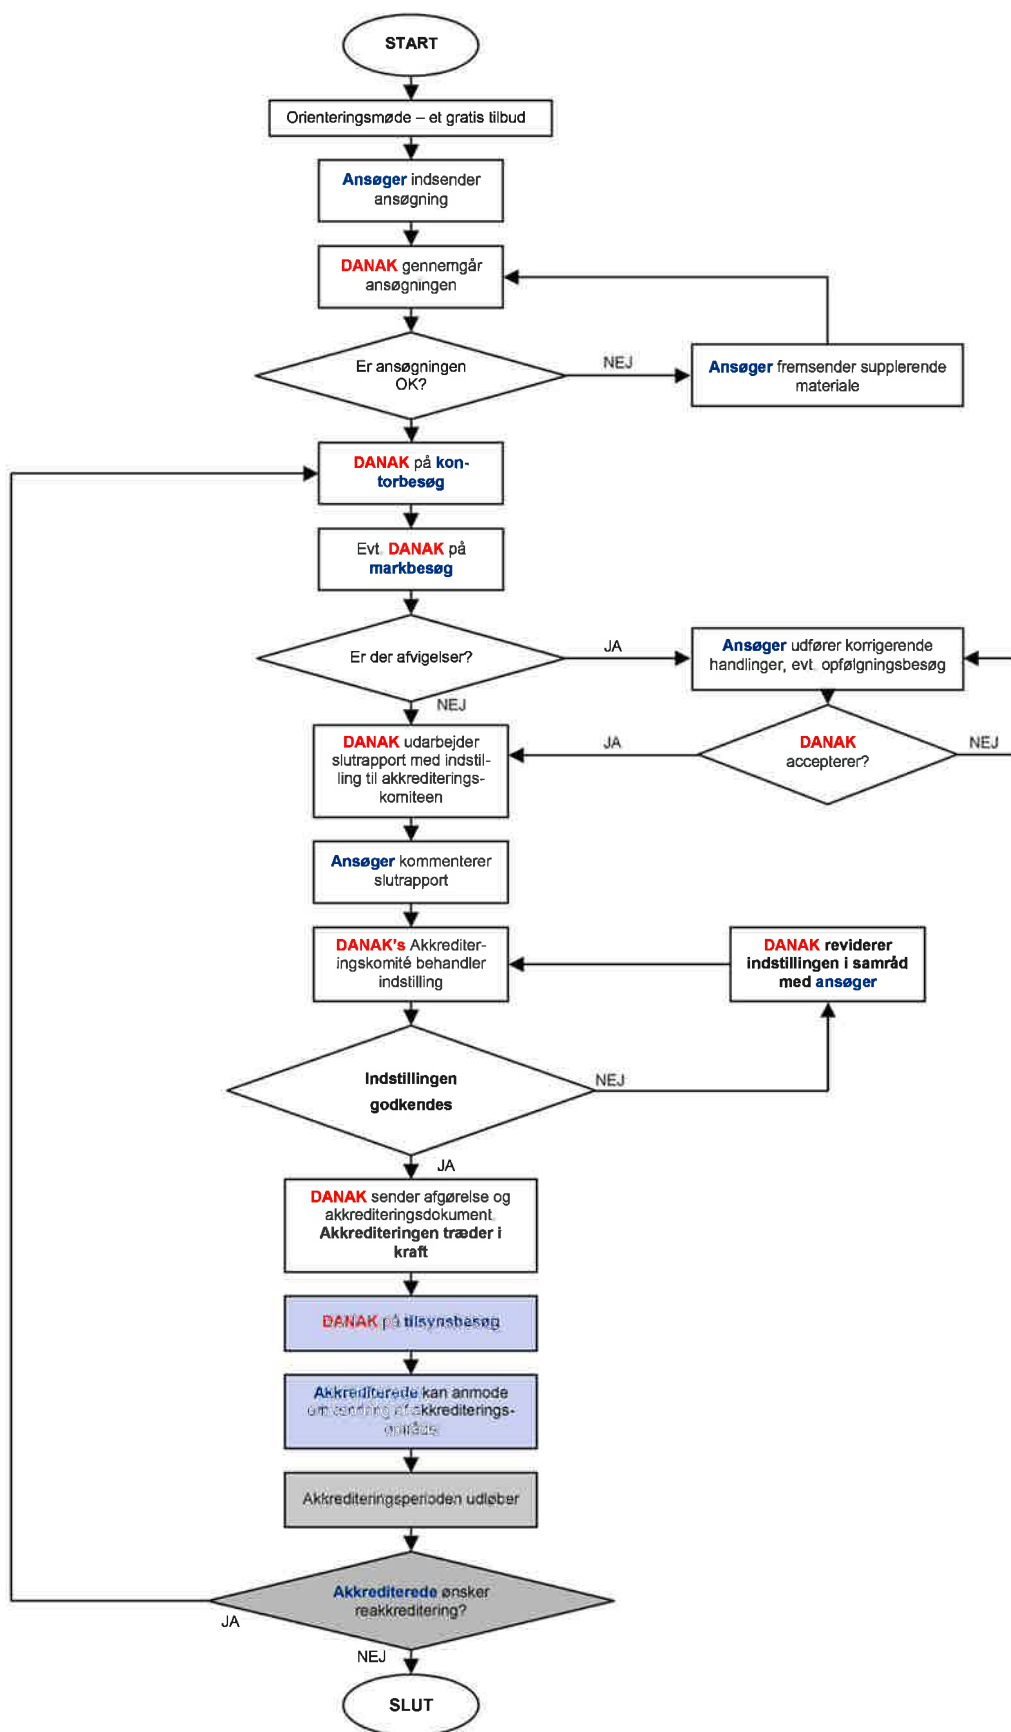 START
Orienteringsmøde – et gratis tilbud
Ansøger indsender
ansøgning
DANAK gennemgår
ansøgningen
Er ansøgningen
OK?
NEJ
Ansøger fremsender supplerende
materiale
DANAK på kon-
torbesøg
Evt. DANAK på
markbesøg
Er der afvigelser?
JA
Ansøger udfører korrigerende
handlinger, evt. opfølgningsbesøg
NEJ
DANAK udarbejder
slutrapport med indstil-
ling til akkrediterings-
komiteen
JA
DANAK
accepterer?
NEJ
Ansøger kommenterer
slutrapport
DANAK's Akkrediter-
ingskomité behandler
indstilling
DANAK reviderer
indstillingen i samråd
med ansøger
Indstillingen
godkendes
NEJ
JA
DANAK sender afgørelse og
akkrediteringsdokument.
Akkrediteringen træder i
kraft
DANAK på tilsynsbesøg
Akkrediterede kan anmode
om ændring af akkrediterings-
område
Akkrediteringsperioden udløber
Akkrediterede ønsker
reakkreditering?
JA
NEJ
SLUT